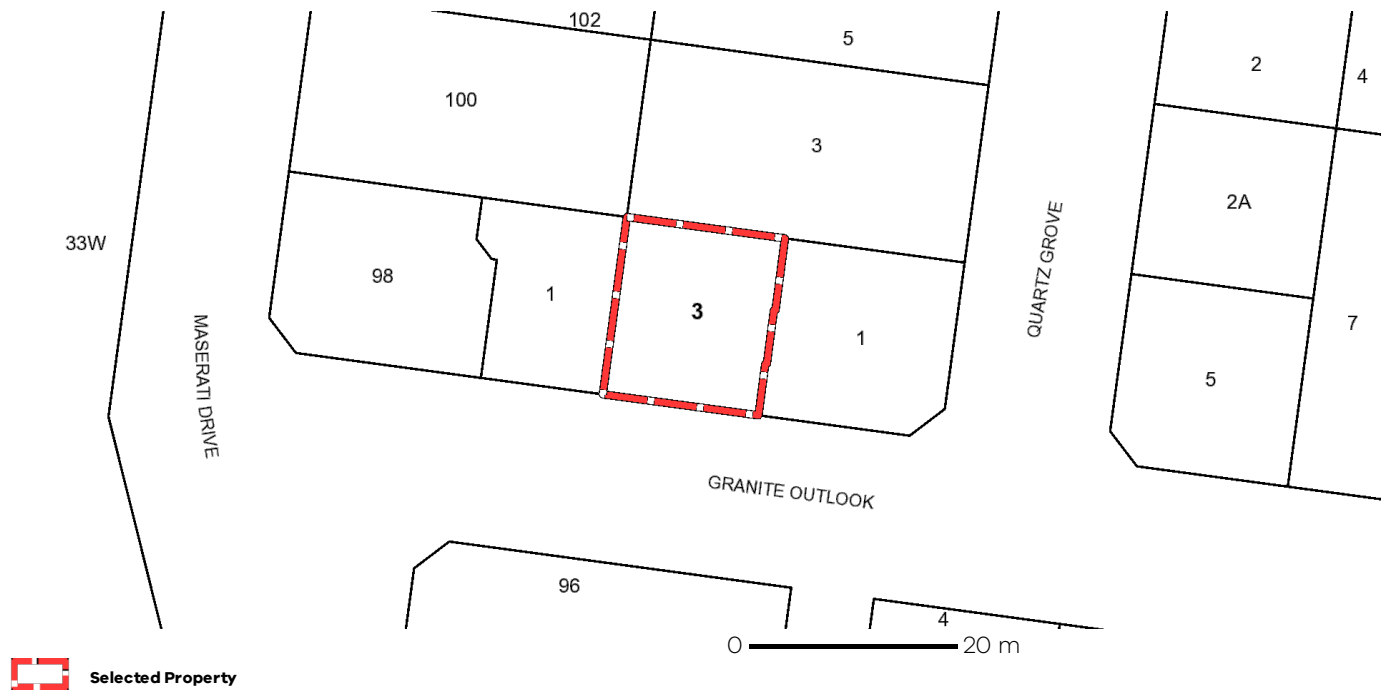 102
5
2
4
100
3
2A
33W
98
1
3
1
7
5
MASERATI DRIVE
QUARTZ GROVE
GRANITE OUTLOOK
96
4
0 20 m
Selected Property